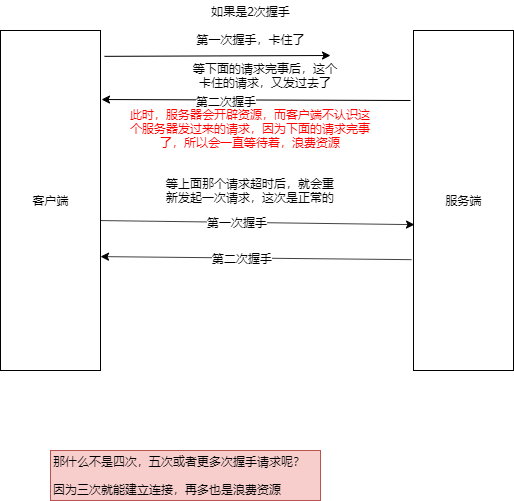 如果是2次握手
第一次握手，卡住了
等下面的请求完事后，这个
卡住的请求，又发过去了
第二次握手
此时，服务器会开辟资源，而客户端不认识这
个服务器发过来的请求，因为下面的请求完事
了，所以会一直等待着，浪费资源
等上面那个请求超时后，就会重
新发起一次请求，这次是正常的
客户端
服务端
第一次握手
第二次握手
那什么不是四次，五次或者更多次握手请求呢？
因为三次就能建立连接，再多也是浪费资源